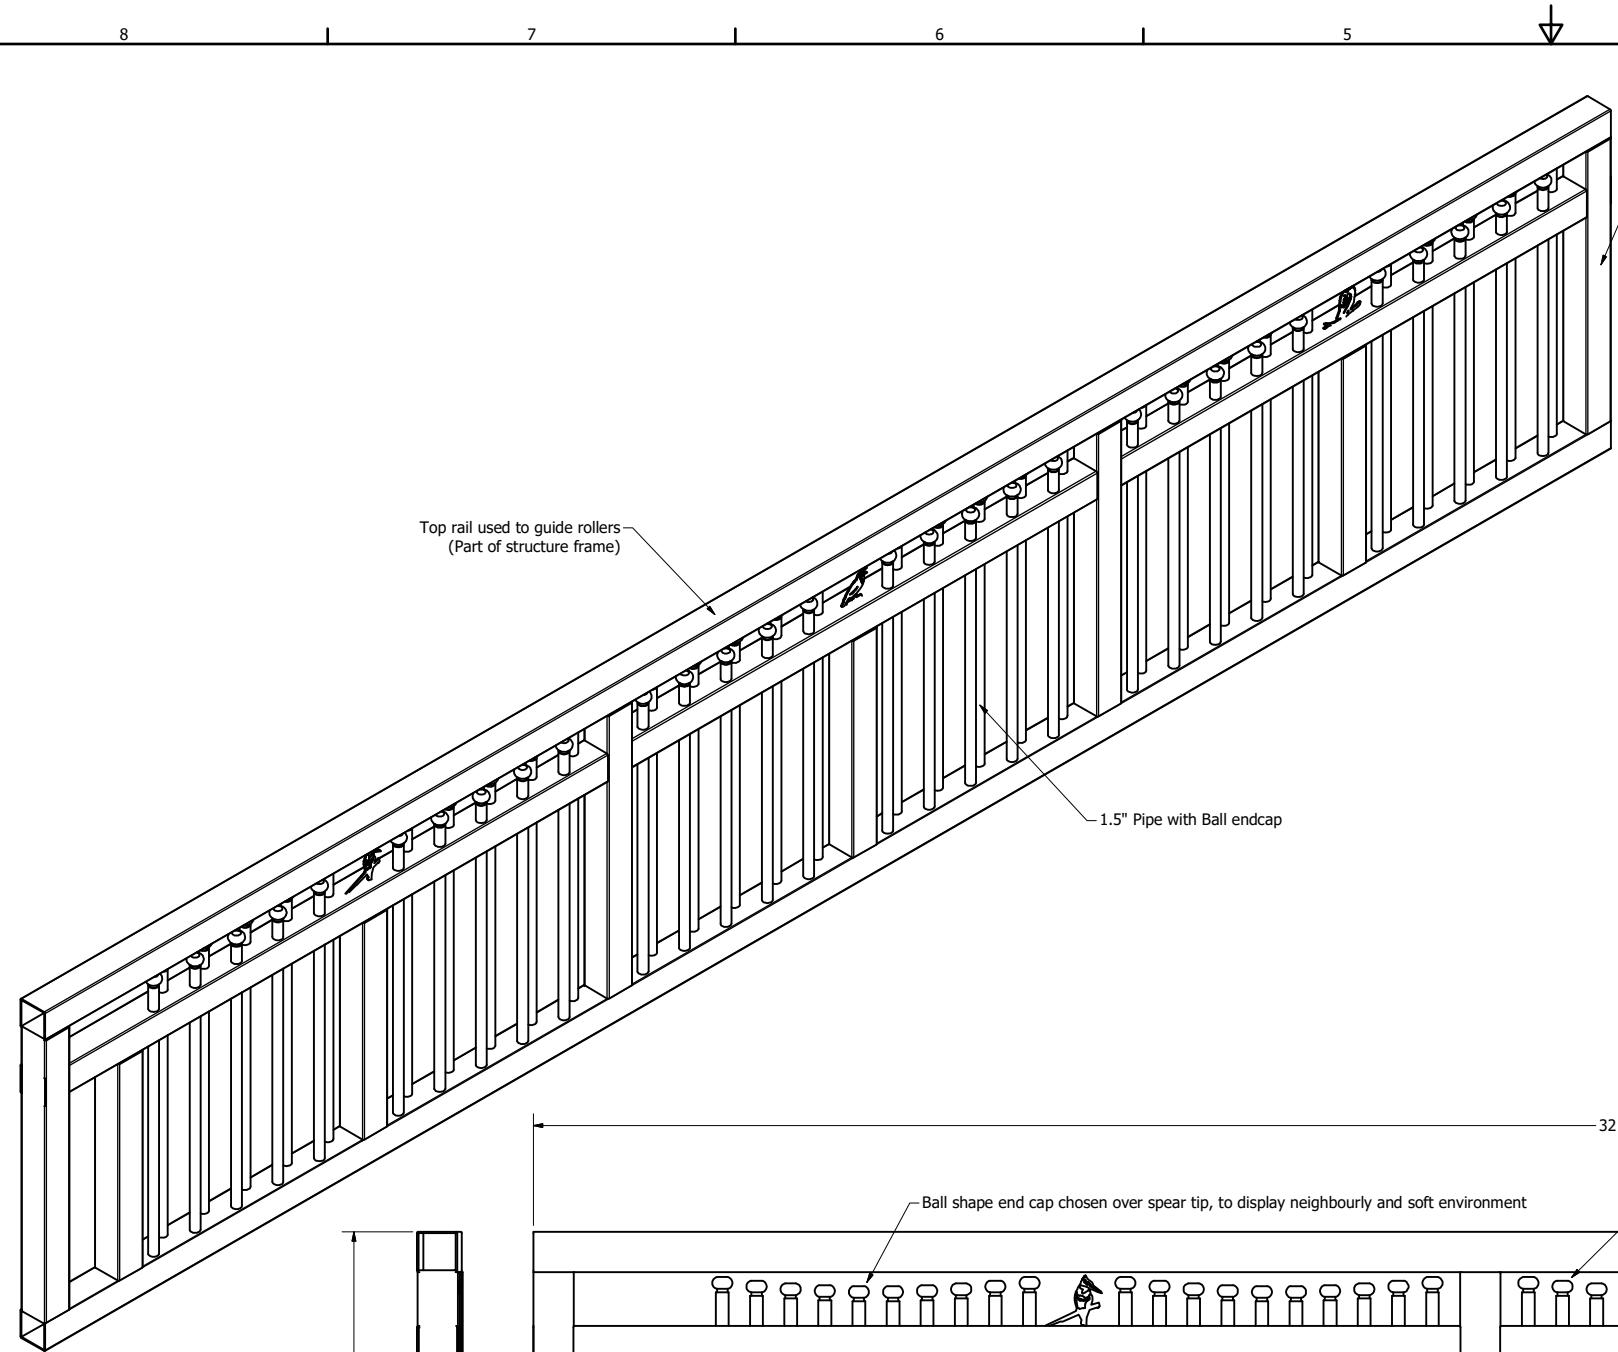 8
7
6
5
Top rail used to guide rollers
(Part of structure frame)
1.5" Pipe with Ball endcap
32
Ball shape end cap chosen over spear tip, to display neighbourly and soft environment